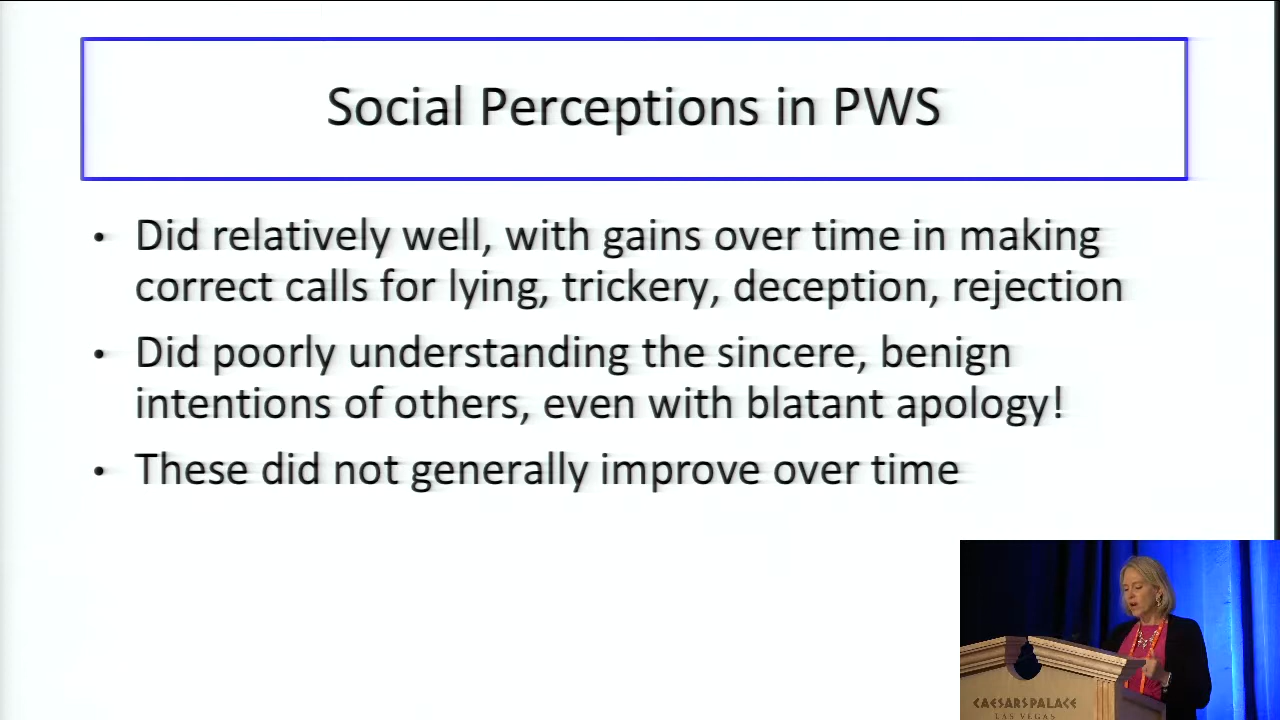 Social Perceptions in PWS
• Did relatively well, with gains over time in making
correct calls for lying, trickery, deception, rejection
• Did poorly understanding the sincere, benign
intentions of others, even with blatant apology!
• These did not generally improve over time
CAESARS PALACE
LAS VEGAS